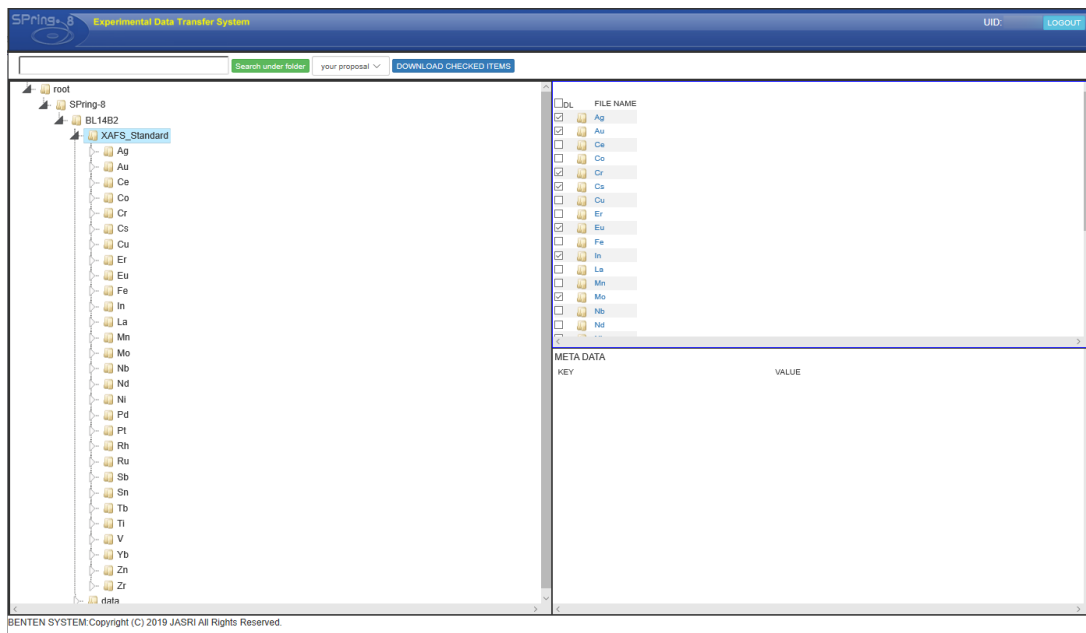 SPring-8 Experimental Data Transfer System UID: LOGOUT
Search under folder your proposal DOWNLOAD CHECKED ITEMS
root
SPring-8
BL14B2
XAFS_Standard
Ag
Au
Ce
Co
Cr
Cs
Cu
Er
Eu
Fe
In
La
Mn
Mo
Nb
Nd
Ni
Pd
Pt
Rh
Ru
Sb
Sn
Tb
Ti
V
Yb
Zn
Zr
data
DL FILE NAME
Ag
Au
Ce
Co
Cr
Cs
Cu
Er
Eu
Fe
In
La
Mn
Mo
Nb
Nd
META DATA
KEY VALUE
BENTEN SYSTEM:Copyright (C) 2019 JASRI All Rights Reserved.